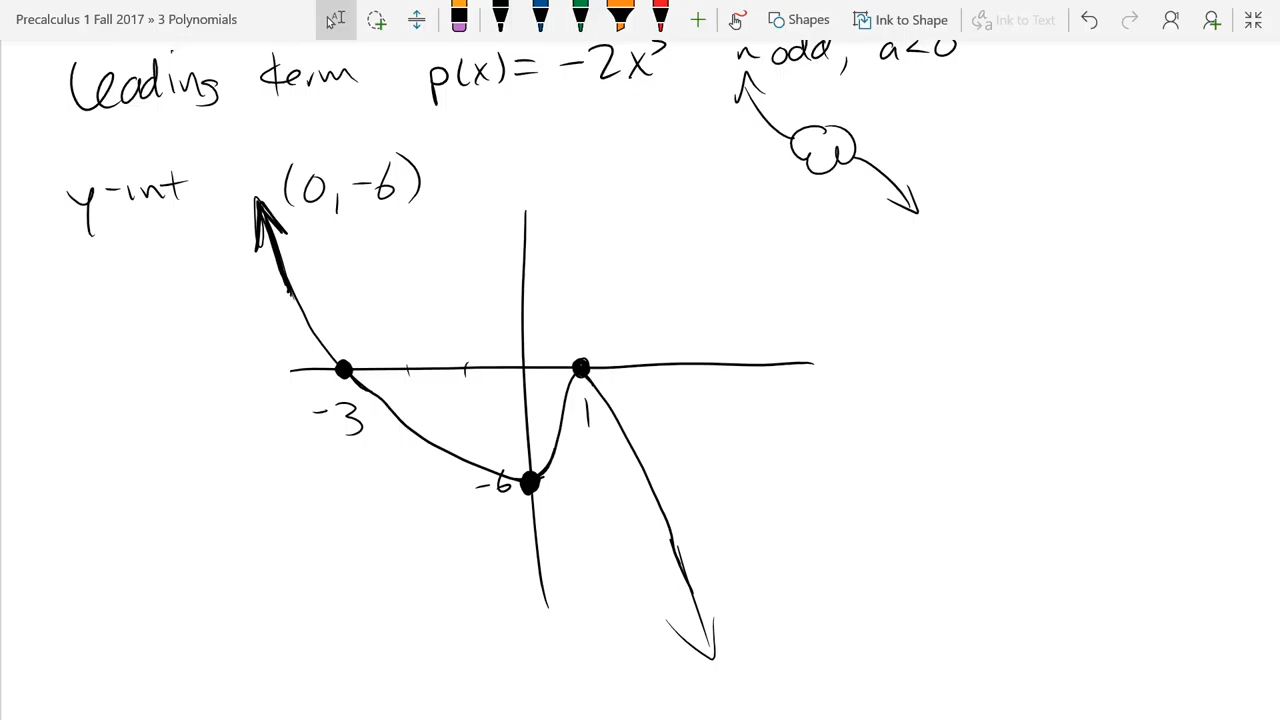 Precalculus 1 Fall 2017 » 3 Polynomials
Shapes
Ink to Shape
Ink to Text
leading term p(x) = -2x³ n odd, a<0
y-int (0, -6)
-3
1
-6